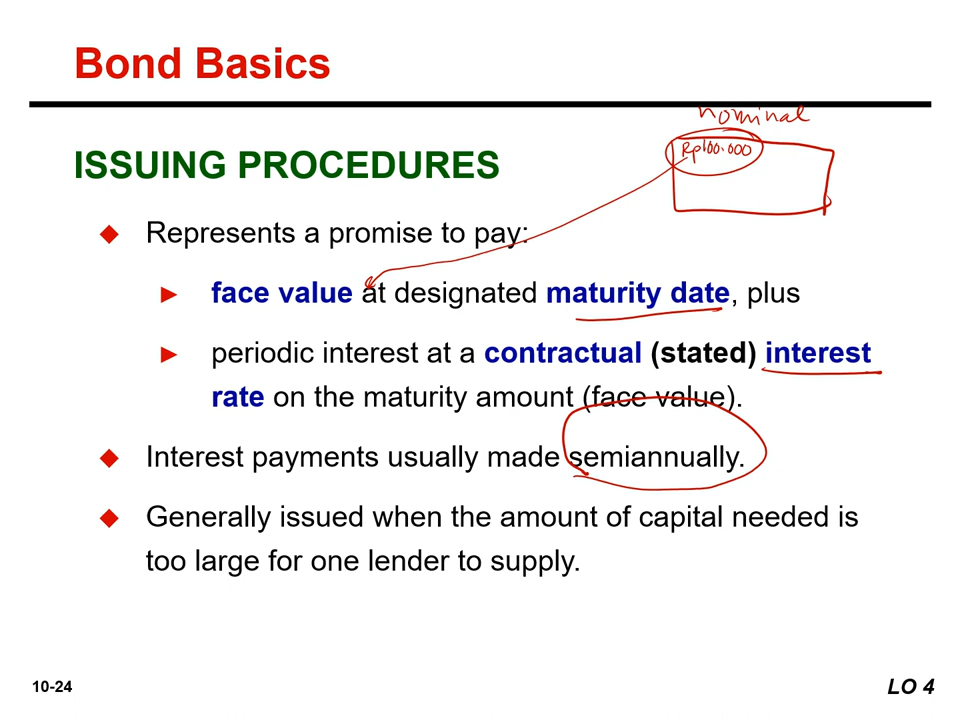 Bond Basics
nominal
Rp100.000
ISSUING PROCEDURES
Represents a promise to pay:
face value at designated maturity date, plus
periodic interest at a contractual (stated) interest
rate on the maturity amount (face value).
Interest payments usually made semiannually.
Generally issued when the amount of capital needed is
too large for one lender to supply.
10-24
LO 4